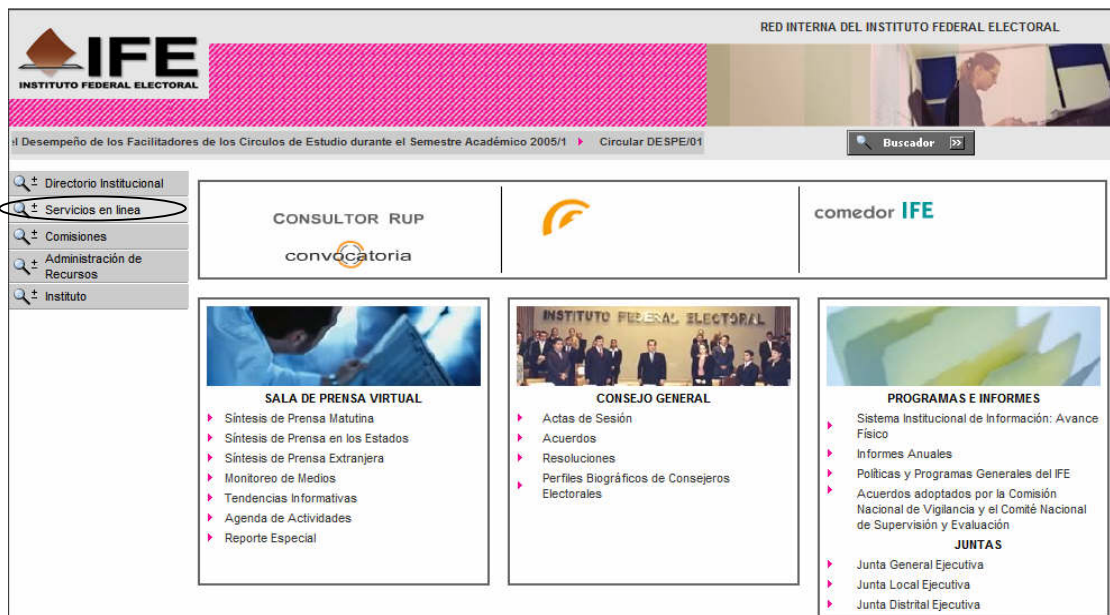 RED INTERNA DEL INSTITUTO FEDERAL ELECTORAL
IFE
INSTITUTO FEDERAL ELECTORAL
el Desempeño de los Facilitadores de los Circulos de Estudio durante el Semestre Académico 2005/1
Circular DESPE/01
Buscador
Directorio Institucional
Servicios en linea
Comisiones
Administración de
Recursos
Instituto
CONSULTOR RUP
convocatoria
comedor IFE
INSTITUTO FEDERAL ELECTORAL
SALA DE PRENSA VIRTUAL
Síntesis de Prensa Matutina
Síntesis de Prensa en los Estados
Síntesis de Prensa Extranjera
Monitoreo de Medios
Tendencias Informativas
Agenda de Actividades
Reporte Especial
CONSEJO GENERAL
Actas de Sesión
Acuerdos
Resoluciones
Perfiles Biográficos de Consejeros
Electorales
PROGRAMAS E INFORMES
Sistema Institucional de Información: Avance
Físico
Informes Anuales
Políticas y Programas Generales del IFE
Acuerdos adoptados por la Comisión
Nacional de Vigilancia y el Comité Nacional
de Supervisión y Evaluación
JUNTAS
Junta General Ejecutiva
Junta Local Ejecutiva
Junta Distrital Ejecutiva